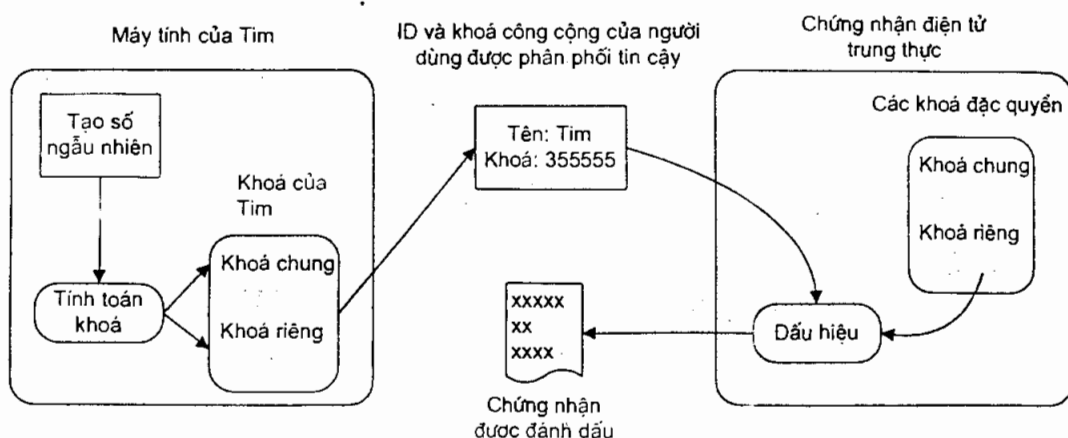 Máy tính của Tim
Tạo số
ngẫu nhiên
Khoá của
Tim
Khoá chung
Khoá riêng
Tính toán
khoá
ID và khoá công cộng của người
dùng được phân phối tin cậy
Tên: Tim
Khoá: 355555
xxxxx
xx
xxxx
Chứng nhận
được đánh dấu
Chứng nhận điện tử
trung thực
Các khoá đặc quyển
Khoá chung
Khoá riêng
Dấu hiệu